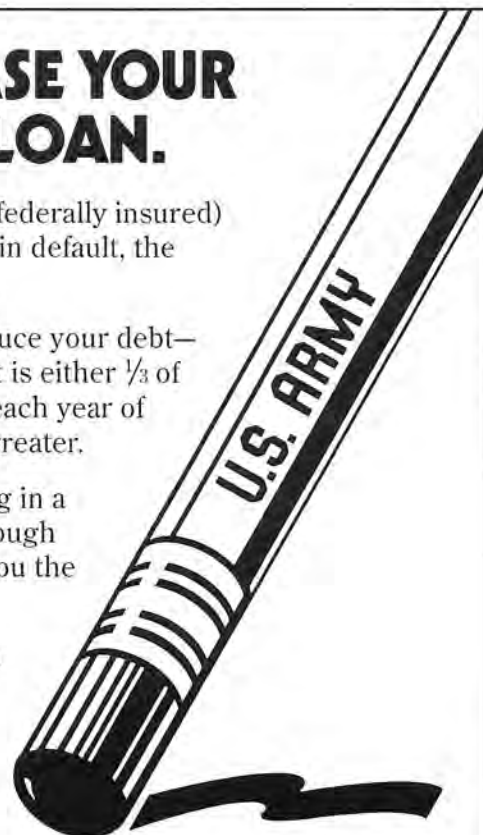 ASE YOUR
LOAN.
federally insured)
in default, the
uce your debt—
t is either ⅓ of
each year of
reater.
g in a
ough
ou the
U.S. ARMY